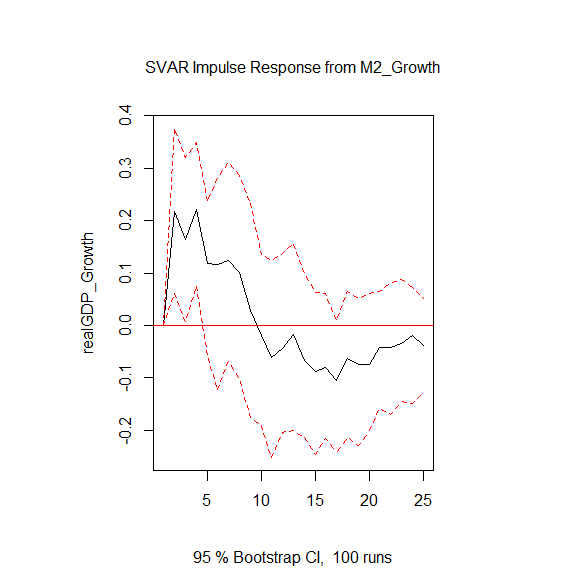 SVAR Impulse Response from M2_Growth
0.4
0.3
0.2
0.1
0.0
-0.1
-0.2
realGDP_Growth
5 10 15 20 25
95 % Bootstrap CI, 100 runs